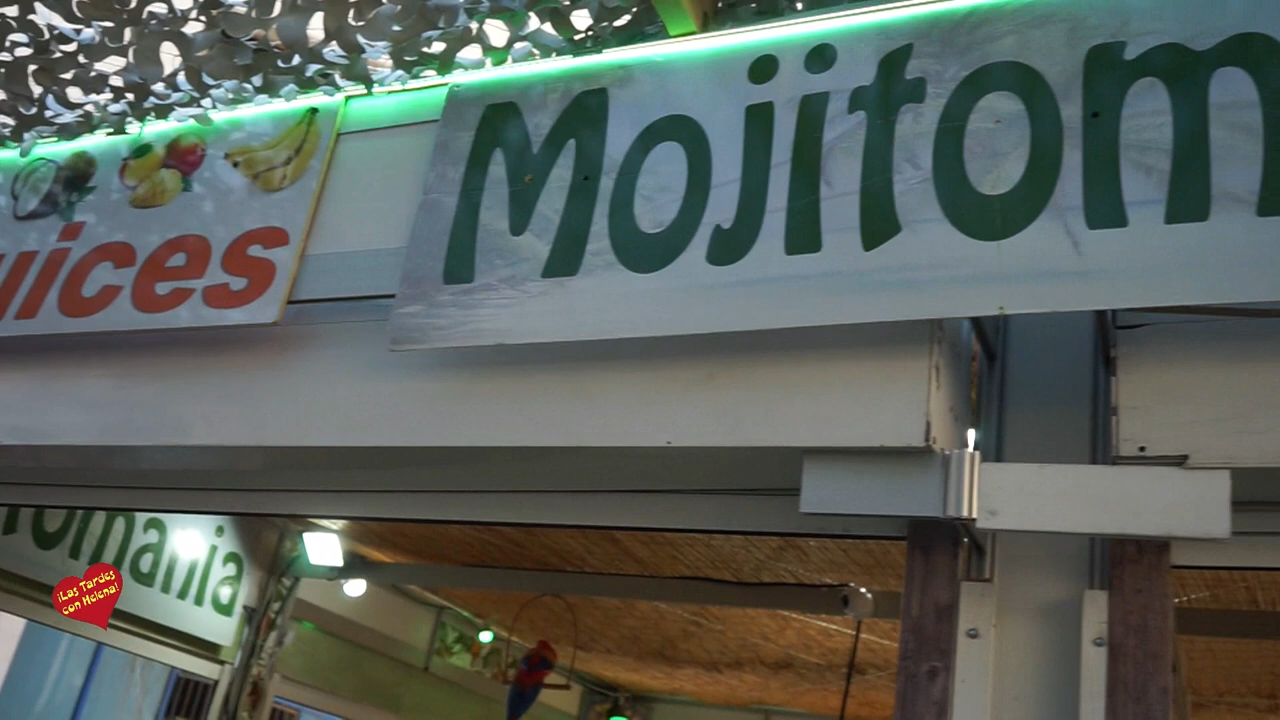 Mojitom
uices
romania
¡Las Tardes
con Helena!